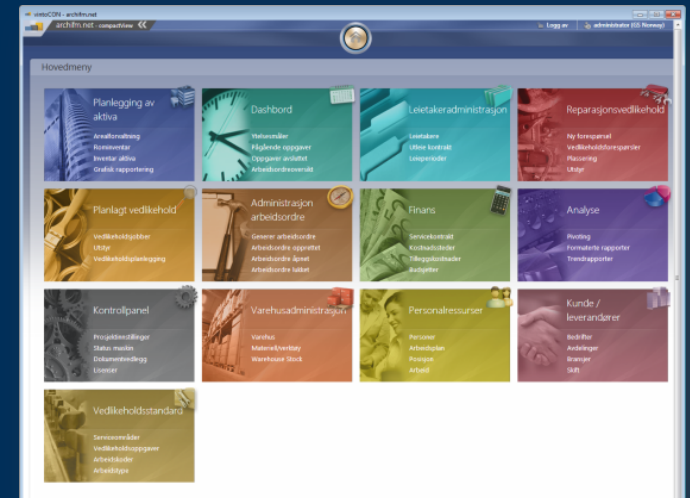 vintoCON - archifm.net
archifm.net - compactView
Logg av
administrator (GS Norway)
Hovedmeny
Planlegging av
aktiva
Arealforvaltning
Rominventar
Inventar aktiva
Grafisk rapportering
Dashbord
Ytelsesmåler
Pågående oppgaver
Oppgaver avsluttet
Arbeidsordreoversikt
Leietakeradministrasjon
Leietakere
Utleie kontrakt
Leieperioder
Reparasjonsvedlikehold
Ny forespørsel
Vedlikeholdsforespørsler
Plassering
Utstyr
Planlagt vedlikehold
Vedlikeholdsjobber
Utstyr
Vedlikeholdsplanlegging
Administrasjon
arbeidsordre
Generer arbeidsordre
Arbeidsordre opprettet
Arbeidsordre åpnet
Arbeidsordre lukket
Finans
Servicekontrakt
Kostnadssteder
Tilleggskostnader
Budsjetter
Analyse
Pivoting
Formaterte rapporter
Trendrapporter
Kontrollpanel
Prosjektinnstillinger
Status maskin
Dokumentvedlegg
Lisenser
Varehusadministrasjon
Varehus
Materiell/verktøy
Warehouse Stock
Personalressurser
Personer
Arbeidsplan
Posisjon
Arbeid
Kunde /
leverandører
Bedrifter
Avdelinger
Bransjer
Skift
Vedlikeholdsstandard
Serviceområder
Vedlikeholdsoppgaver
Arbeidskoder
Arbeidstype